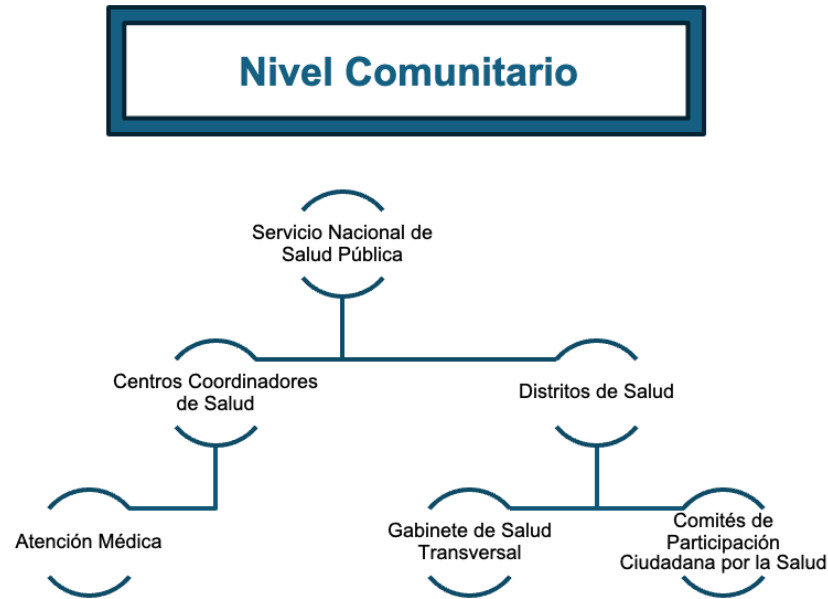 Nivel Comunitario
Servicio Nacional de
Salud Pública
Centros Coordinadores
de Salud
Distritos de Salud
Atención Médica
Gabinete de Salud
Transversal
Comités de
Participación
Ciudadana por la Salud